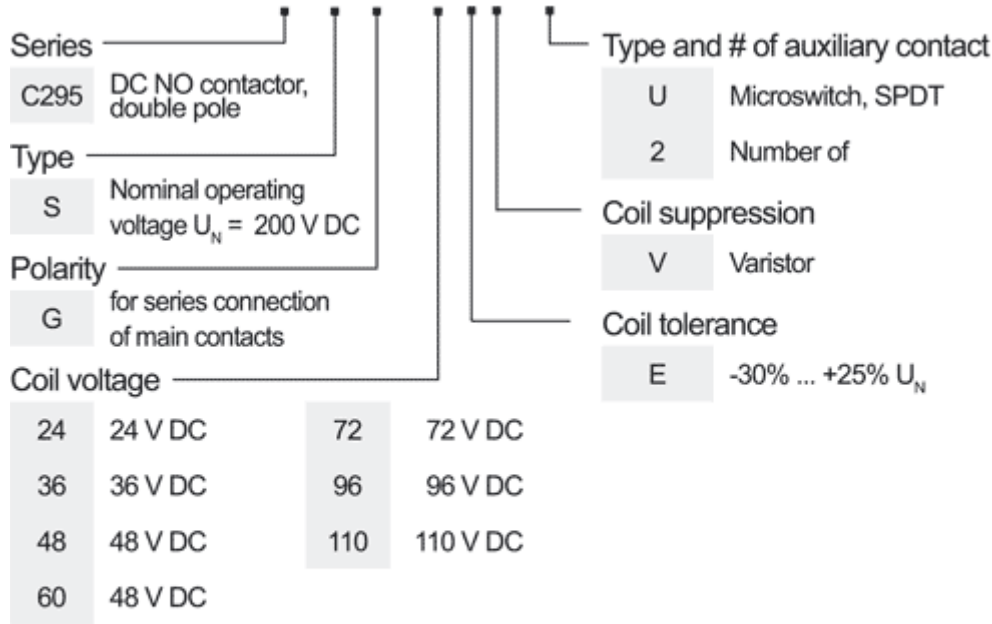 Series
C295 DC NO contactor,
double pole
Type
S Nominal operating
voltage UN = 200 V DC
Polarity
G for series connection
of main contacts
Coil voltage
24 24 V DC 72 72 V DC
36 36 V DC 96 96 V DC
48 48 V DC 110 110 V DC
60 48 V DC
Type and # of auxiliary contact
U Microswitch, SPDT
2 Number of
Coil suppression
V Varistor
Coil tolerance
E -30% ... +25% UN